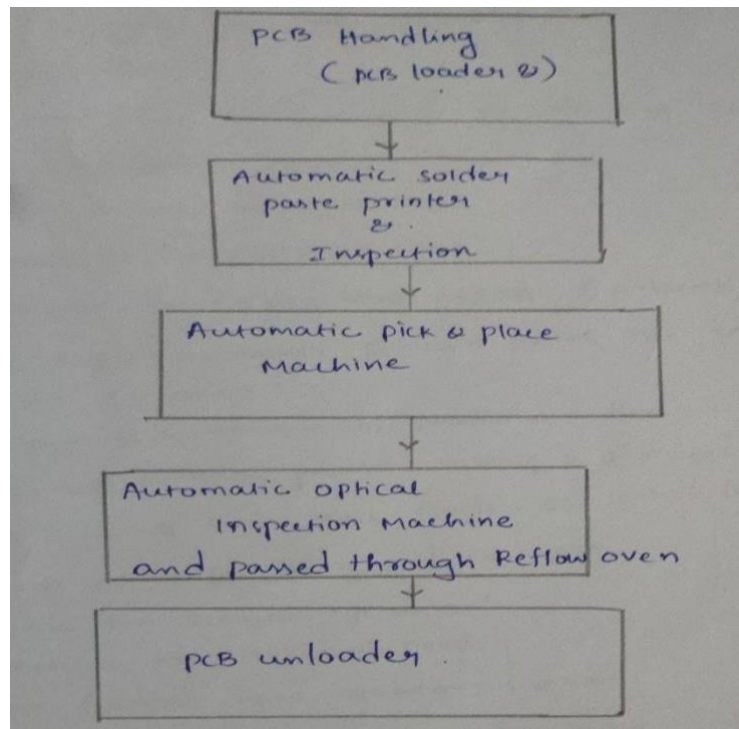 PCB Handling
(PCB loader &)
Automatic solder
paste printer
&
Inspection
Automatic pick & place
Machine
Automatic optical
Inspection Machine
and passed through Reflow oven
PCB unloader.